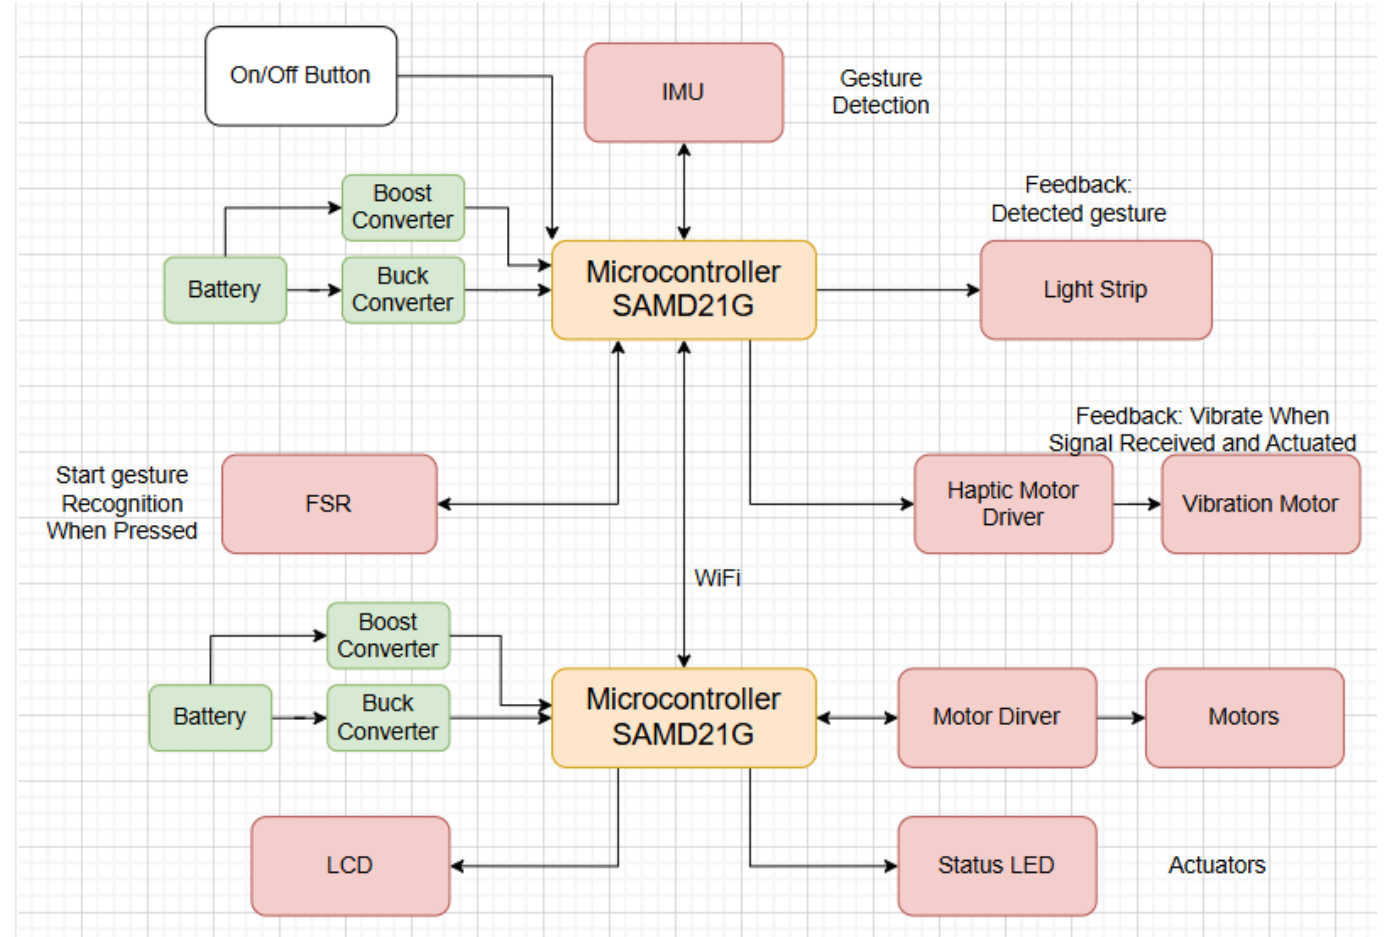 On/Off Button
IMU
Gesture
Detection
Boost
Converter
Feedback:
Detected gesture
Battery
Buck
Converter
Microcontroller
SAMD21G
Light Strip
Feedback: Vibrate When
Signal Received and Actuated
Start gesture
Recognition
When Pressed
FSR
Haptic Motor
Driver
Vibration Motor
WiFi
Boost
Converter
Battery
Buck
Converter
Microcontroller
SAMD21G
Motor Dirver
Motors
LCD
Status LED
Actuators